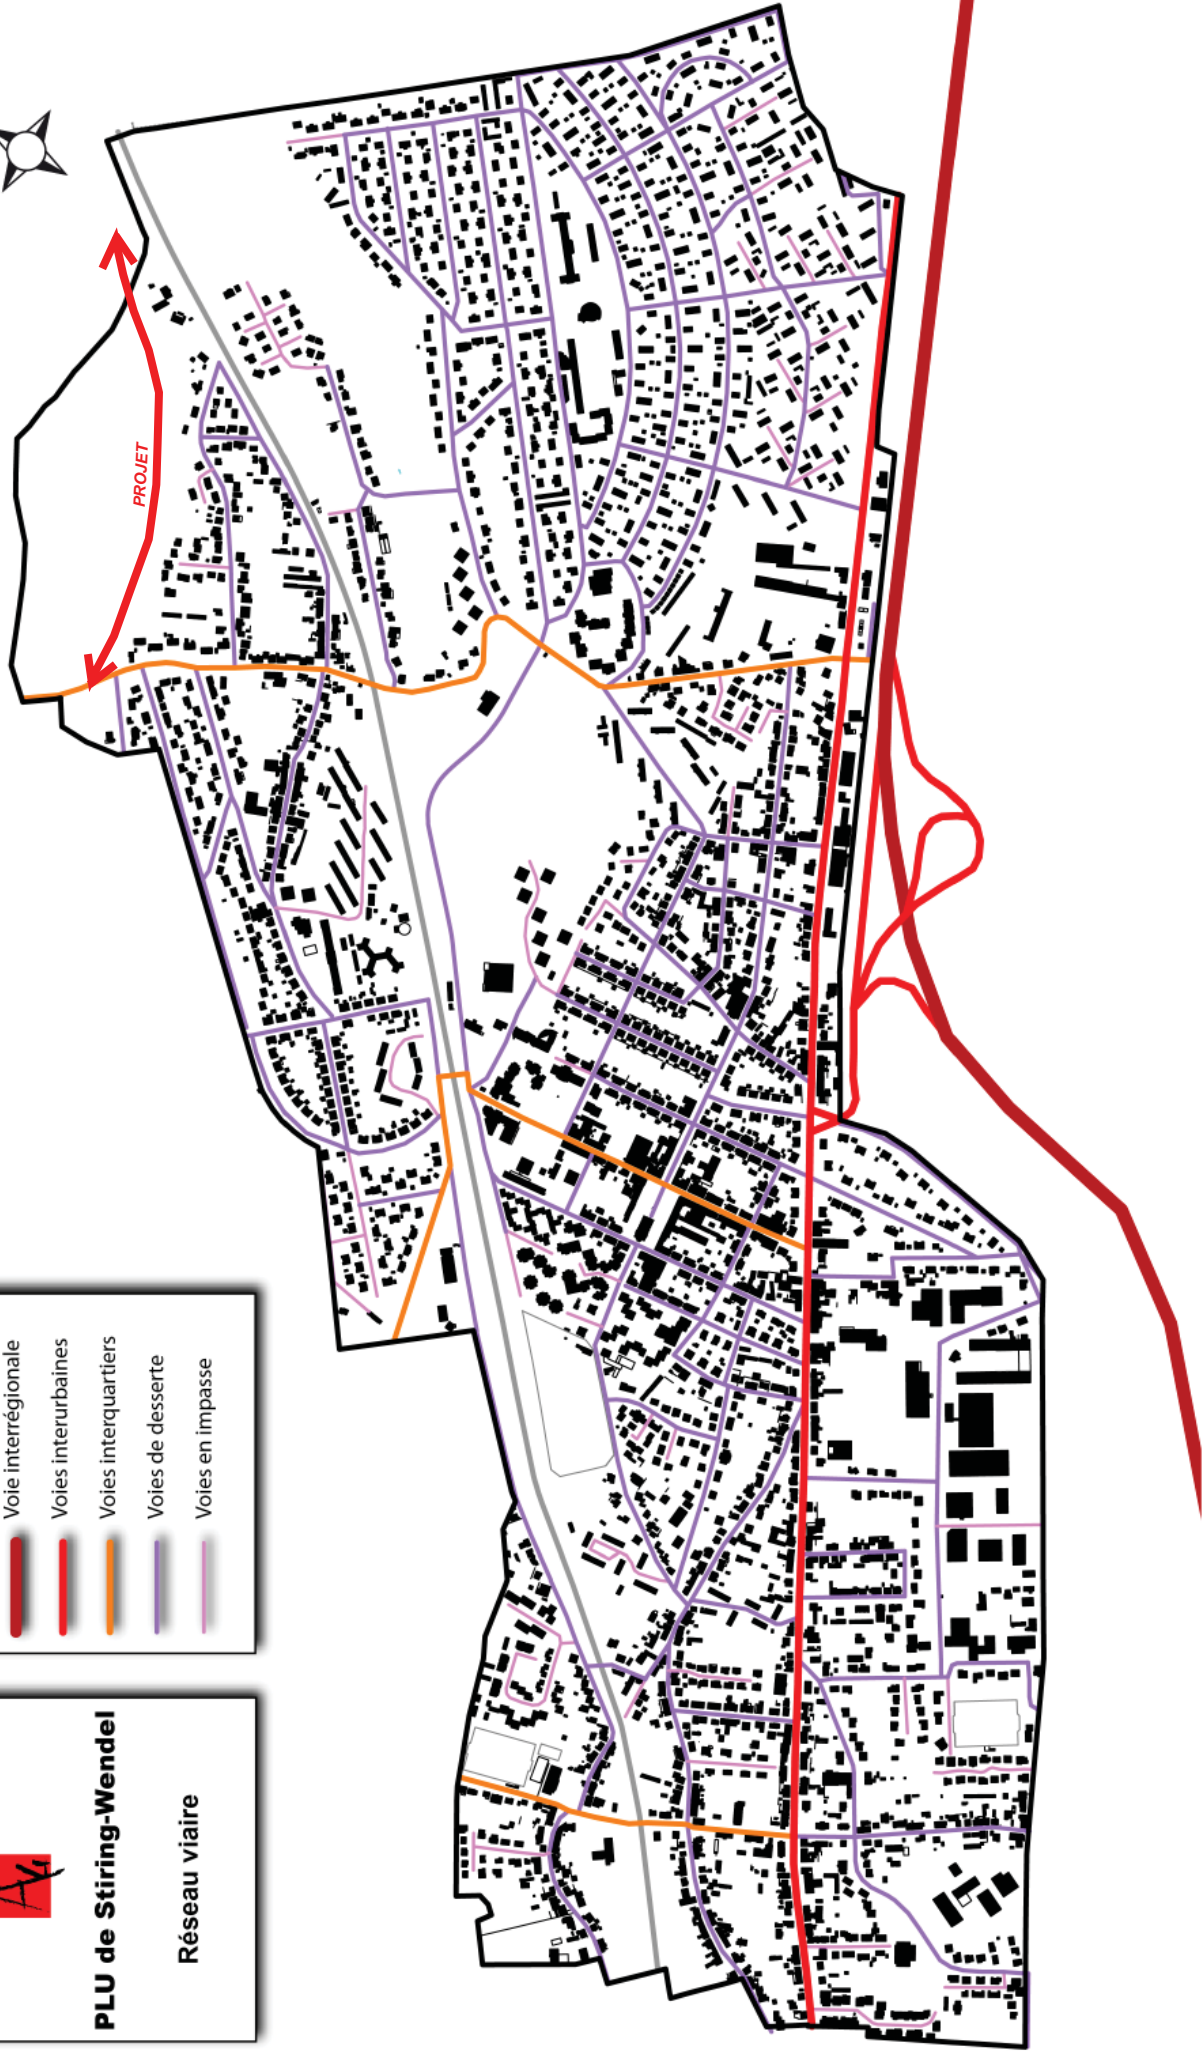 PLU de Stiring-Wendel
Réseau viaire
Voie interrégionale
Voies interurbaines
Voies interquartiers
Voies de desserte
Voies en impasse
PROJET